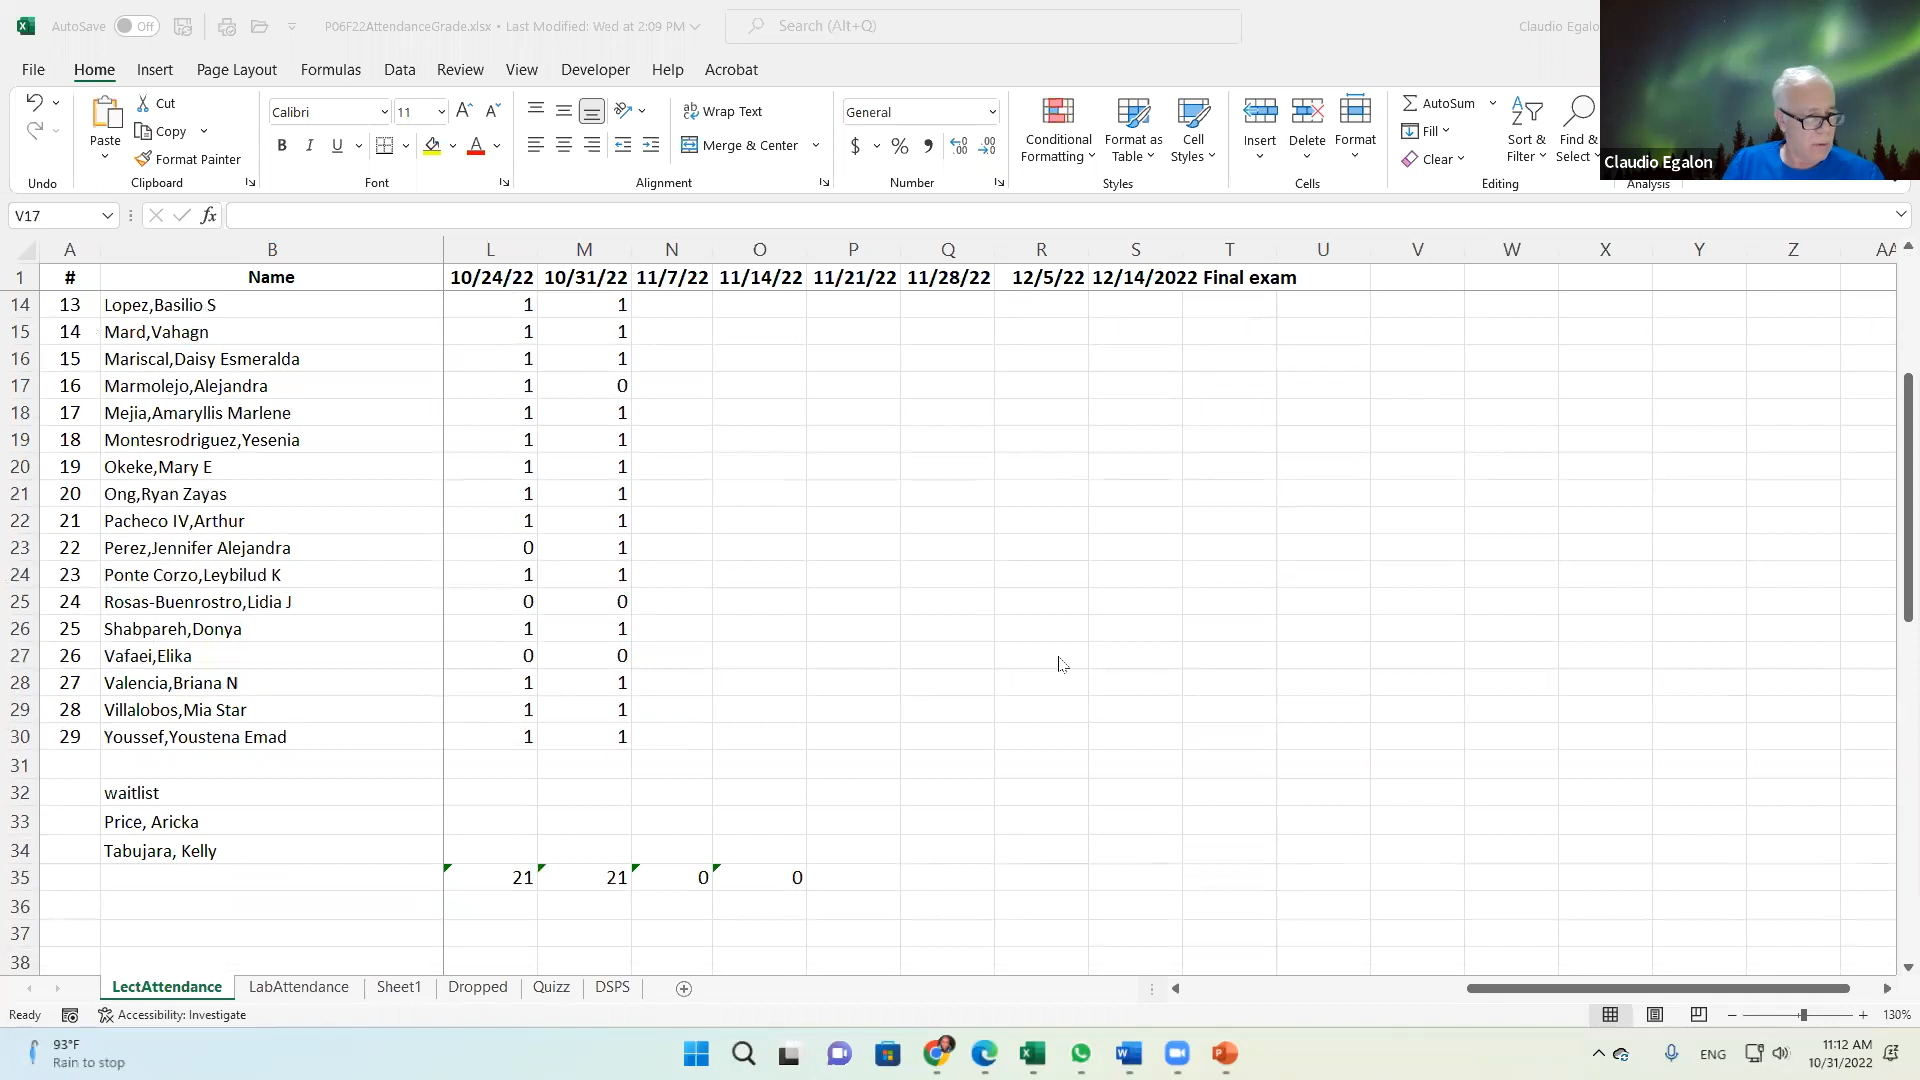 AutoSave Off P06F22AttendanceGrade.xlsx • Last Modified: Wed at 2:09 PM Search (Alt+Q) Claudio Egalo
File Home Insert Page Layout Formulas Data Review View Developer Help Acrobat
Cut Calibri 11 Wrap Text General AutoSum
Paste Copy B I U Merge & Center $ % Conditional Formatting Format as Table Cell Styles Insert Delete Format Fill Sort & Filter Find & Select
Format Painter Clear
Claudio Egalon
Undo Clipboard Font Alignment Number Styles Cells Editing Analysis
V17 fx
A B L M N O P Q R S T U V W X Y Z AA
1 # Name 10/24/22 10/31/22 11/7/22 11/14/22 11/21/22 11/28/22 12/5/22 12/14/2022 Final exam
14 13 Lopez,Basilio S 1 1
15 14 Mard,Vahagn 1 1
16 15 Mariscal,Daisy Esmeralda 1 1
17 16 Marmolejo,Alejandra 1 0
18 17 Mejia,Amaryllis Marlene 1 1
19 18 Montesrodriguez,Yesenia 1 1
20 19 Okeke,Mary E 1 1
21 20 Ong,Ryan Zayas 1 1
22 21 Pacheco IV,Arthur 1 1
23 22 Perez,Jennifer Alejandra 0 1
24 23 Ponte Corzo,Leybilud K 1 1
25 24 Rosas-Buenrostro,Lidia J 0 0
26 25 Shabpareh,Donya 1 1
27 26 Vafaei,Elika 0 0
28 27 Valencia,Briana N 1 1
29 28 Villalobos,Mia Star 1 1
30 29 Youssef,Youstena Emad 1 1
31
32 waitlist
33 Price, Aricka
34 Tabujara, Kelly
35 21 21 0 0
36
37
38
LectAttendance LabAttendance Sheet1 Dropped Quizz DSPS
Ready Accessibility: Investigate 130%
93°F
Rain to stop
ENG
11:12 AM
10/31/2022